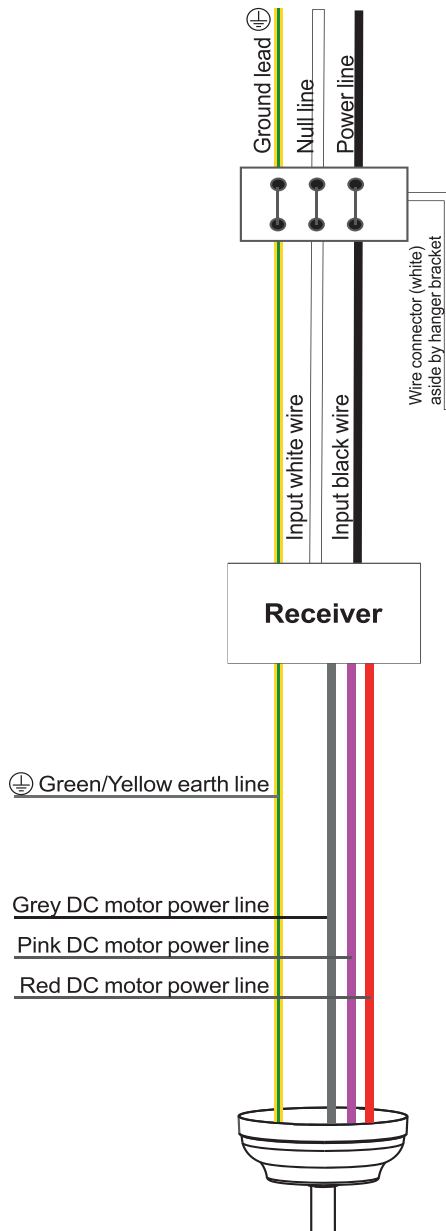 Ground lead
Null line
Power line
Wire connector (white)
aside by hanger bracket
Input white wire
Input black wire
Receiver
Green/Yellow earth line
Grey DC motor power line
Pink DC motor power line
Red DC motor power line